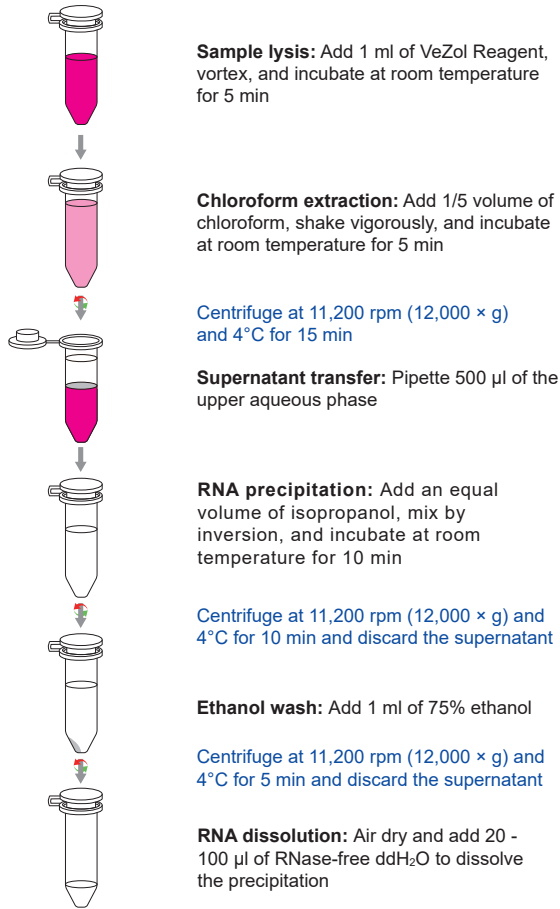 Sample lysis: Add 1 ml of VeZol Reagent,
vortex, and incubate at room temperature
for 5 min
Chloroform extraction: Add 1/5 volume of
chloroform, shake vigorously, and incubate
at room temperature for 5 min
Centrifuge at 11,200 rpm (12,000 × g)
and 4°C for 15 min
Supernatant transfer: Pipette 500 µl of the
upper aqueous phase
RNA precipitation: Add an equal
volume of isopropanol, mix by
inversion, and incubate at room
temperature for 10 min
Centrifuge at 11,200 rpm (12,000 × g) and
4°C for 10 min and discard the supernatant
Ethanol wash: Add 1 ml of 75% ethanol
Centrifuge at 11,200 rpm (12,000 × g) and
4°C for 5 min and discard the supernatant
RNA dissolution: Air dry and add 20 -
100 µl of RNase-free ddH₂O to dissolve
the precipitation